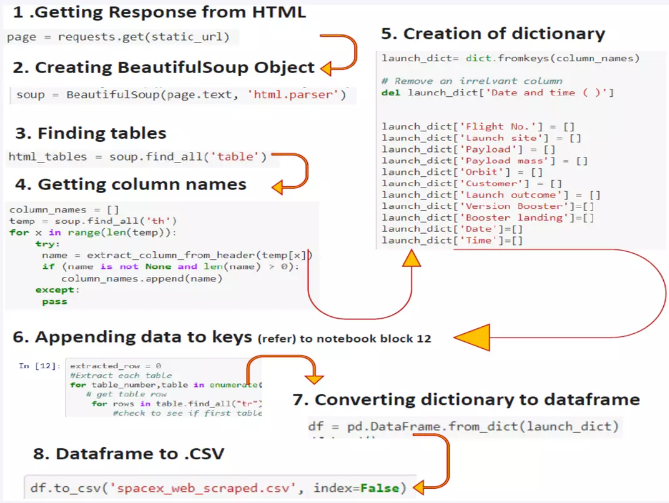 1 .Getting Response from HTML
page = requests.get(static_url)
2. Creating BeautifulSoup Object
soup = BeautifulSoup(page.text, 'html.parser')
3. Finding tables
html_tables = soup.find_all('table')
4. Getting column names
column_names = []
temp = soup.find_all('th')
for x in range(len(temp)):
try:
name = extract_column_from_header(temp[x])
if (name is not None and len(name) > 0):
column_names.append(name)
except:
pass
5. Creation of dictionary
launch_dict= dict.fromkeys(column_names)
# Remove an irrelvant column
del launch_dict['Date and time ( )']
launch_dict['Flight No.'] = []
launch_dict['Launch site'] = []
launch_dict['Payload'] = []
launch_dict['Payload mass'] = []
launch_dict['Orbit'] = []
launch_dict['Customer'] = []
launch_dict['Launch outcome'] = []
launch_dict['Version Booster']=[]
launch_dict['Booster landing']=[]
launch_dict['Date']=[]
launch_dict['Time']=[]
6. Appending data to keys (refer) to notebook block 12
In [12]: extracted_row = 0
#Extract each table
for table_number,table in enumerate(
# get table row
for rows in table.find_all("tr")
#check to see if first table
7. Converting dictionary to dataframe
df = pd.DataFrame.from_dict(launch_dict)
8. Dataframe to .CSV
df.to_csv('spacex_web_scraped.csv', index=False)